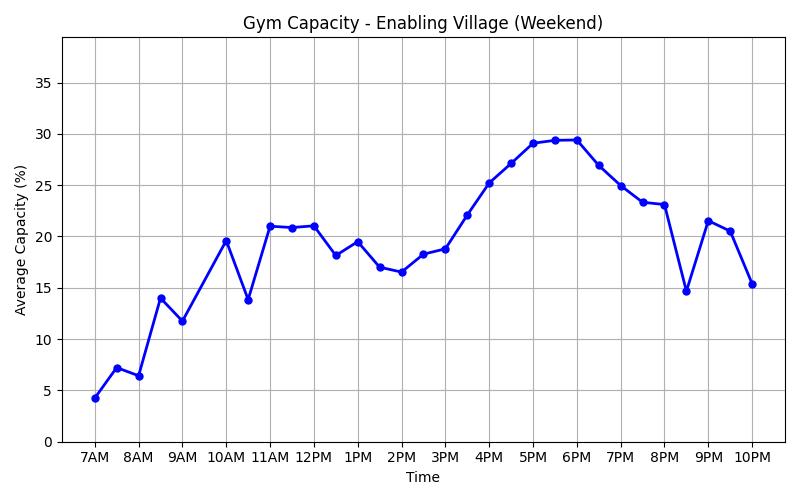 Gym Capacity - Enabling Village (Weekend)
Average Capacity (%)
35
30
25
20
15
10
5
0
7AM 8AM 9AM 10AM 11AM 12PM 1PM 2PM 3PM 4PM 5PM 6PM 7PM 8PM 9PM 10PM
Time